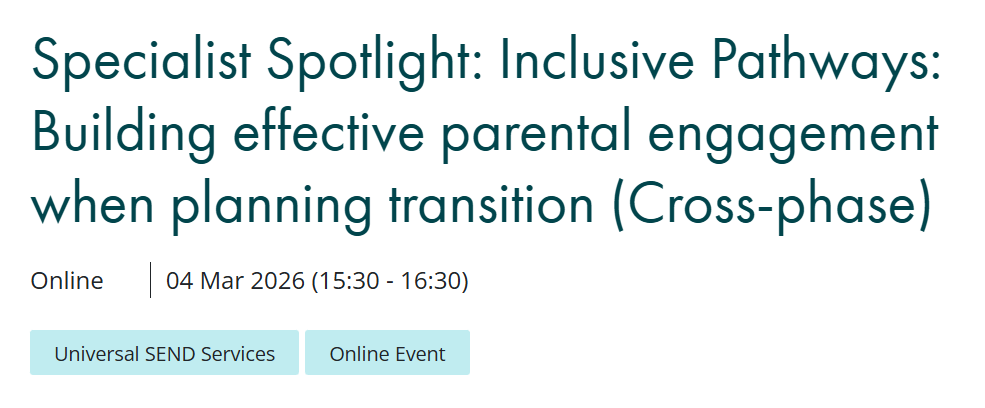 Specialist Spotlight: Inclusive Pathways:
Building effective parental engagement
when planning transition (Cross-phase)
Online | 04 Mar 2026 (15:30 - 16:30)
Universal SEND Services Online Event